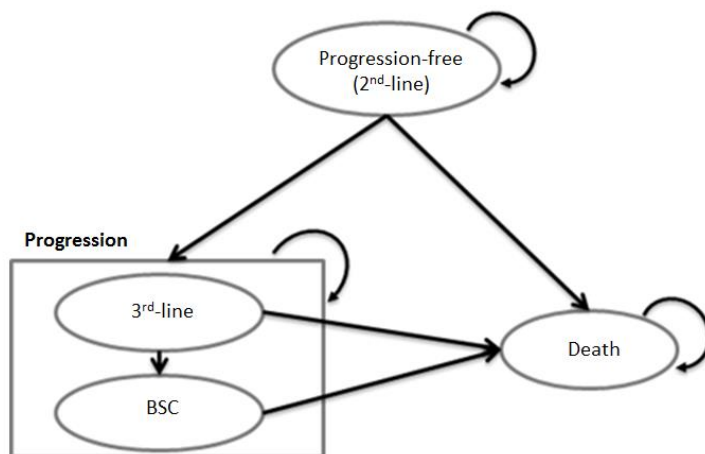 Progression-free
(2nd-line)
Progression
3rd-line
Death
BSC